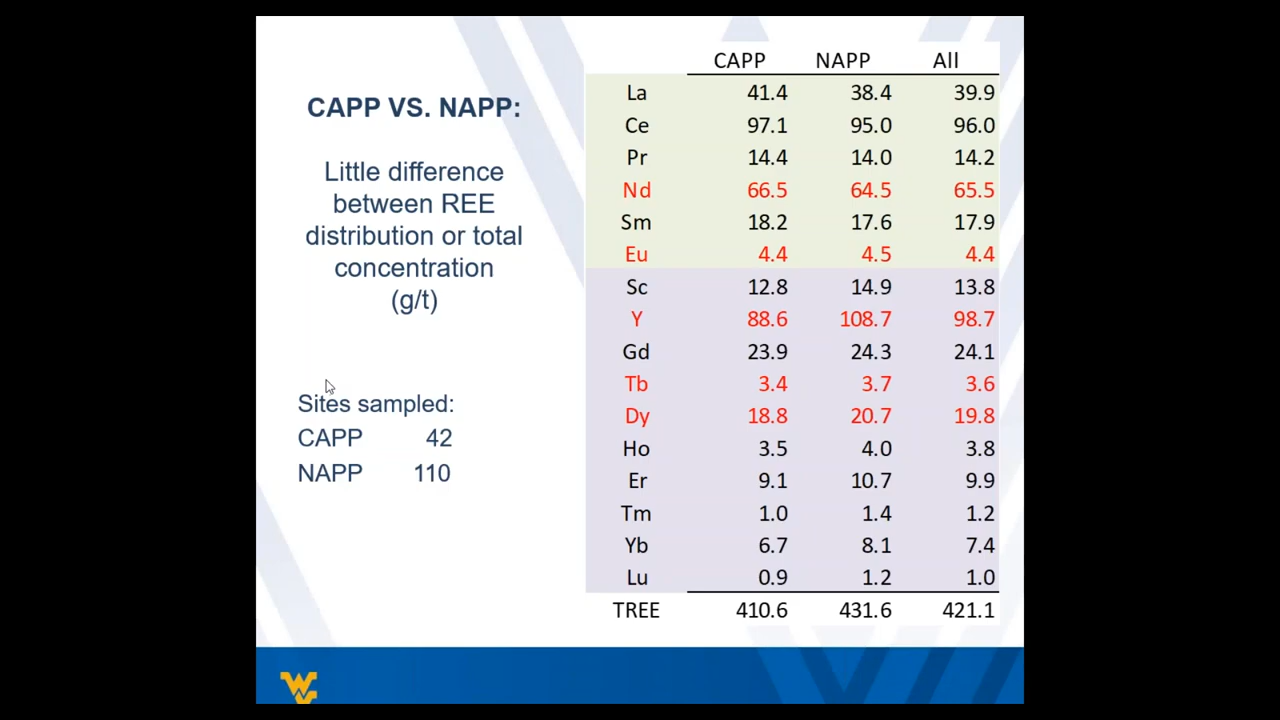 CAPP VS. NAPP:
Little difference
between REE
distribution or total
concentration
(g/t)
Sites sampled:
CAPP 42
NAPP 110
CAPP NAPP All
La 41.4 38.4 39.9
Ce 97.1 95.0 96.0
Pr 14.4 14.0 14.2
Nd 66.5 64.5 65.5
Sm 18.2 17.6 17.9
Eu 4.4 4.5 4.4
Sc 12.8 14.9 13.8
Y 88.6 108.7 98.7
Gd 23.9 24.3 24.1
Tb 3.4 3.7 3.6
Dy 18.8 20.7 19.8
Ho 3.5 4.0 3.8
Er 9.1 10.7 9.9
Tm 1.0 1.4 1.2
Yb 6.7 8.1 7.4
Lu 0.9 1.2 1.0
TREE 410.6 431.6 421.1
WV